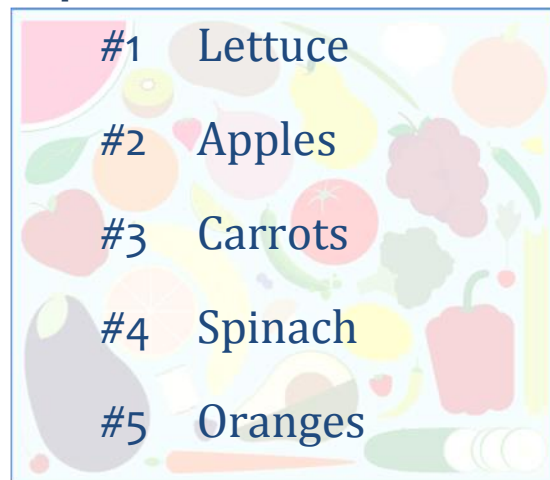 #1 Lettuce
#2 Apples
#3 Carrots
#4 Spinach
#5 Oranges